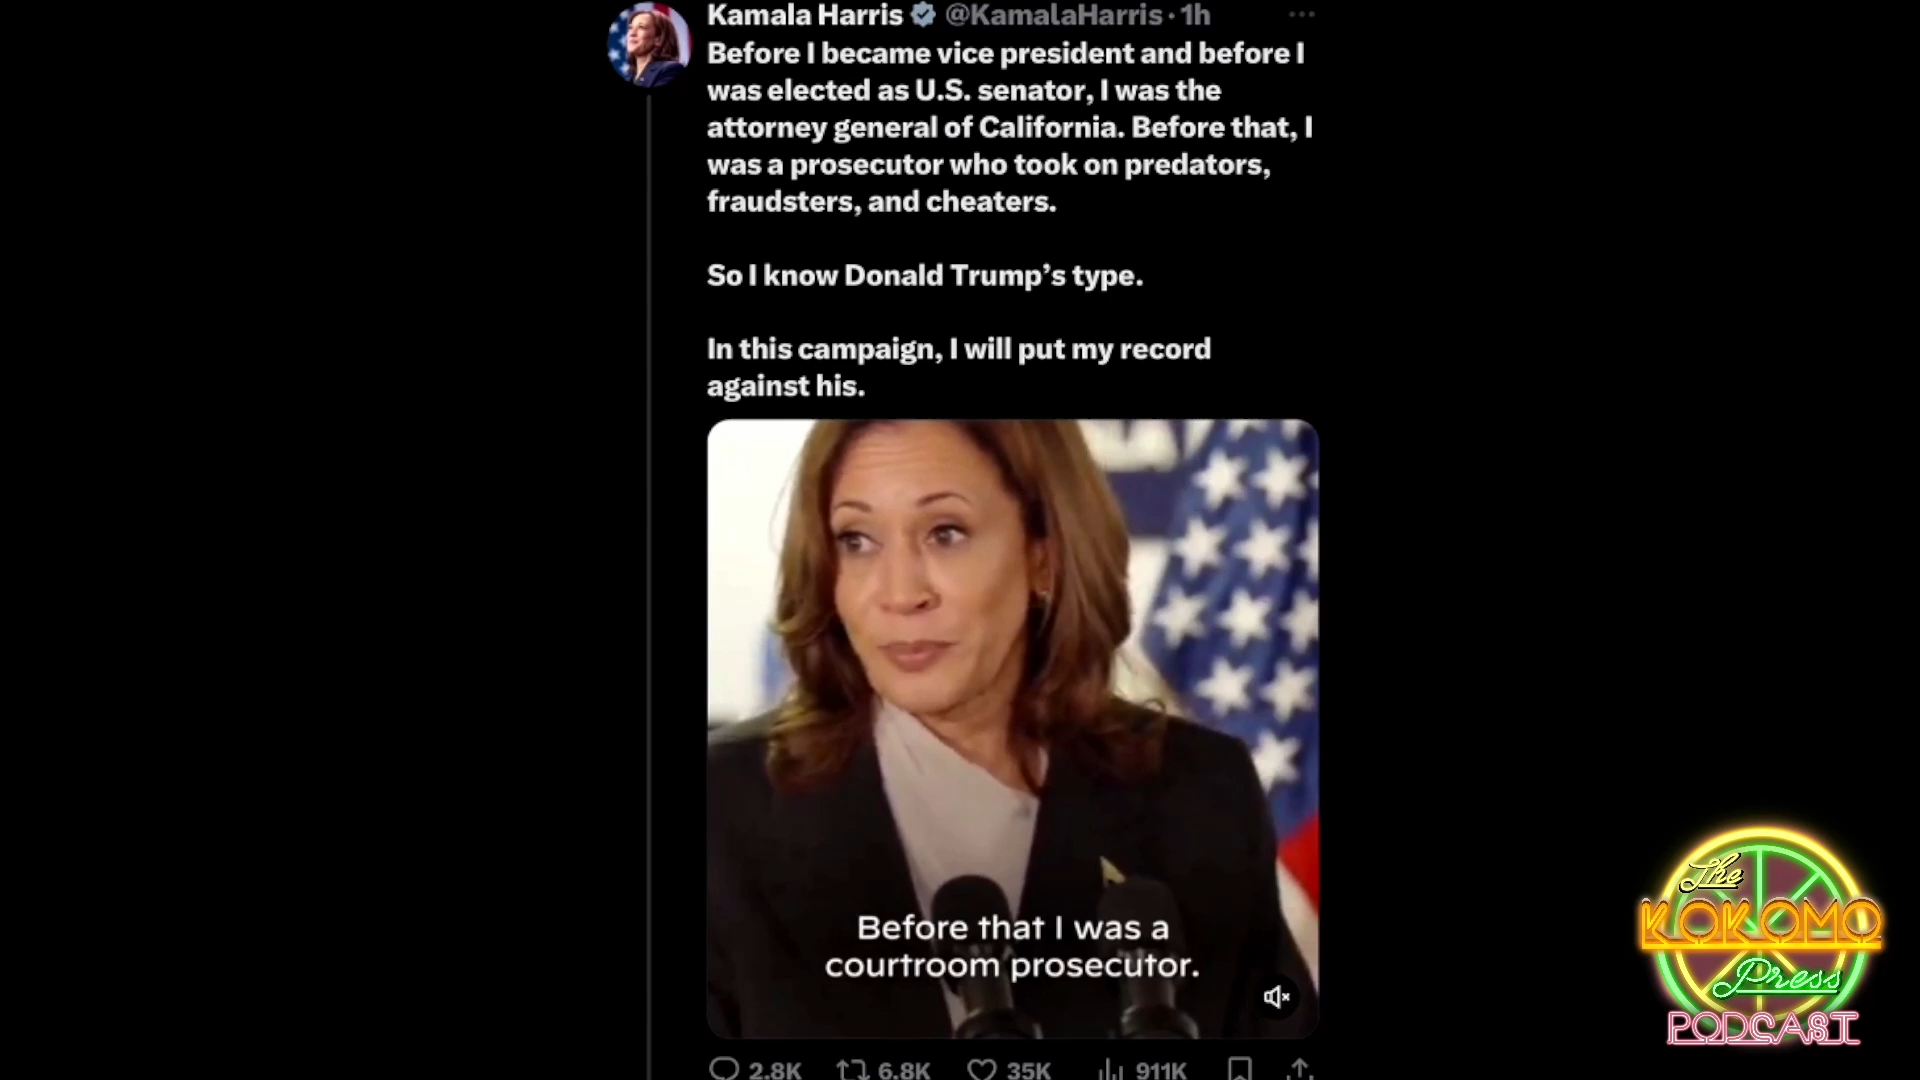 Kamala Harris @KamalaHarris · 1h
Before I became vice president and before I
was elected as U.S. senator, I was the
attorney general of California. Before that, I
was a prosecutor who took on predators,
fraudsters, and cheaters.
So I know Donald Trump’s type.
In this campaign, I will put my record
against his.
Before that I was a
courtroom prosecutor.
2.8K 6.8K 35K 911K
The
KOKOMO
Press
PODCAST